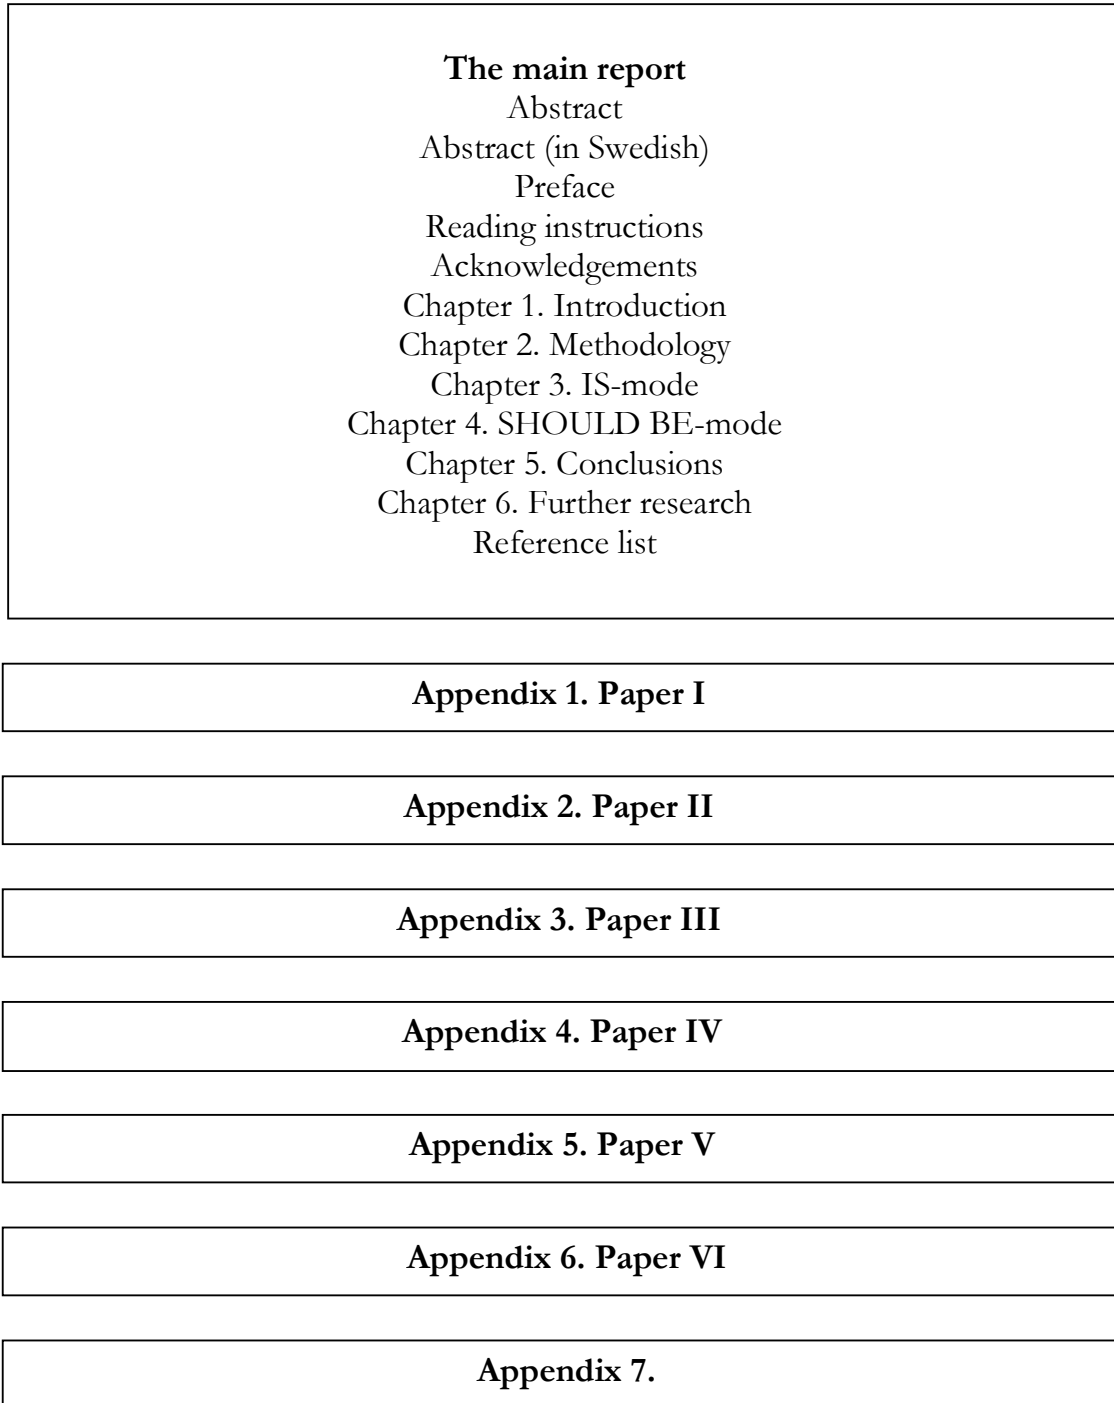 The main report
Abstract
Abstract (in Swedish)
Preface
Reading instructions
Acknowledgements
Chapter 1. Introduction
Chapter 2. Methodology
Chapter 3. IS-mode
Chapter 4. SHOULD BE-mode
Chapter 5. Conclusions
Chapter 6. Further research
Reference list
Appendix 1. Paper I
Appendix 2. Paper II
Appendix 3. Paper III
Appendix 4. Paper IV
Appendix 5. Paper V
Appendix 6. Paper VI
Appendix 7.